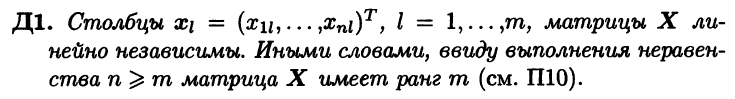 Д1. Столбцы x_l = (x_{1l},...,x_{nl})^T, l = 1,...,m, матрицы X ли-
нейно независимы. Иными словами, ввиду выполнения неравен-
ства n ⩾ m матрица X имеет ранг m (см. П10).